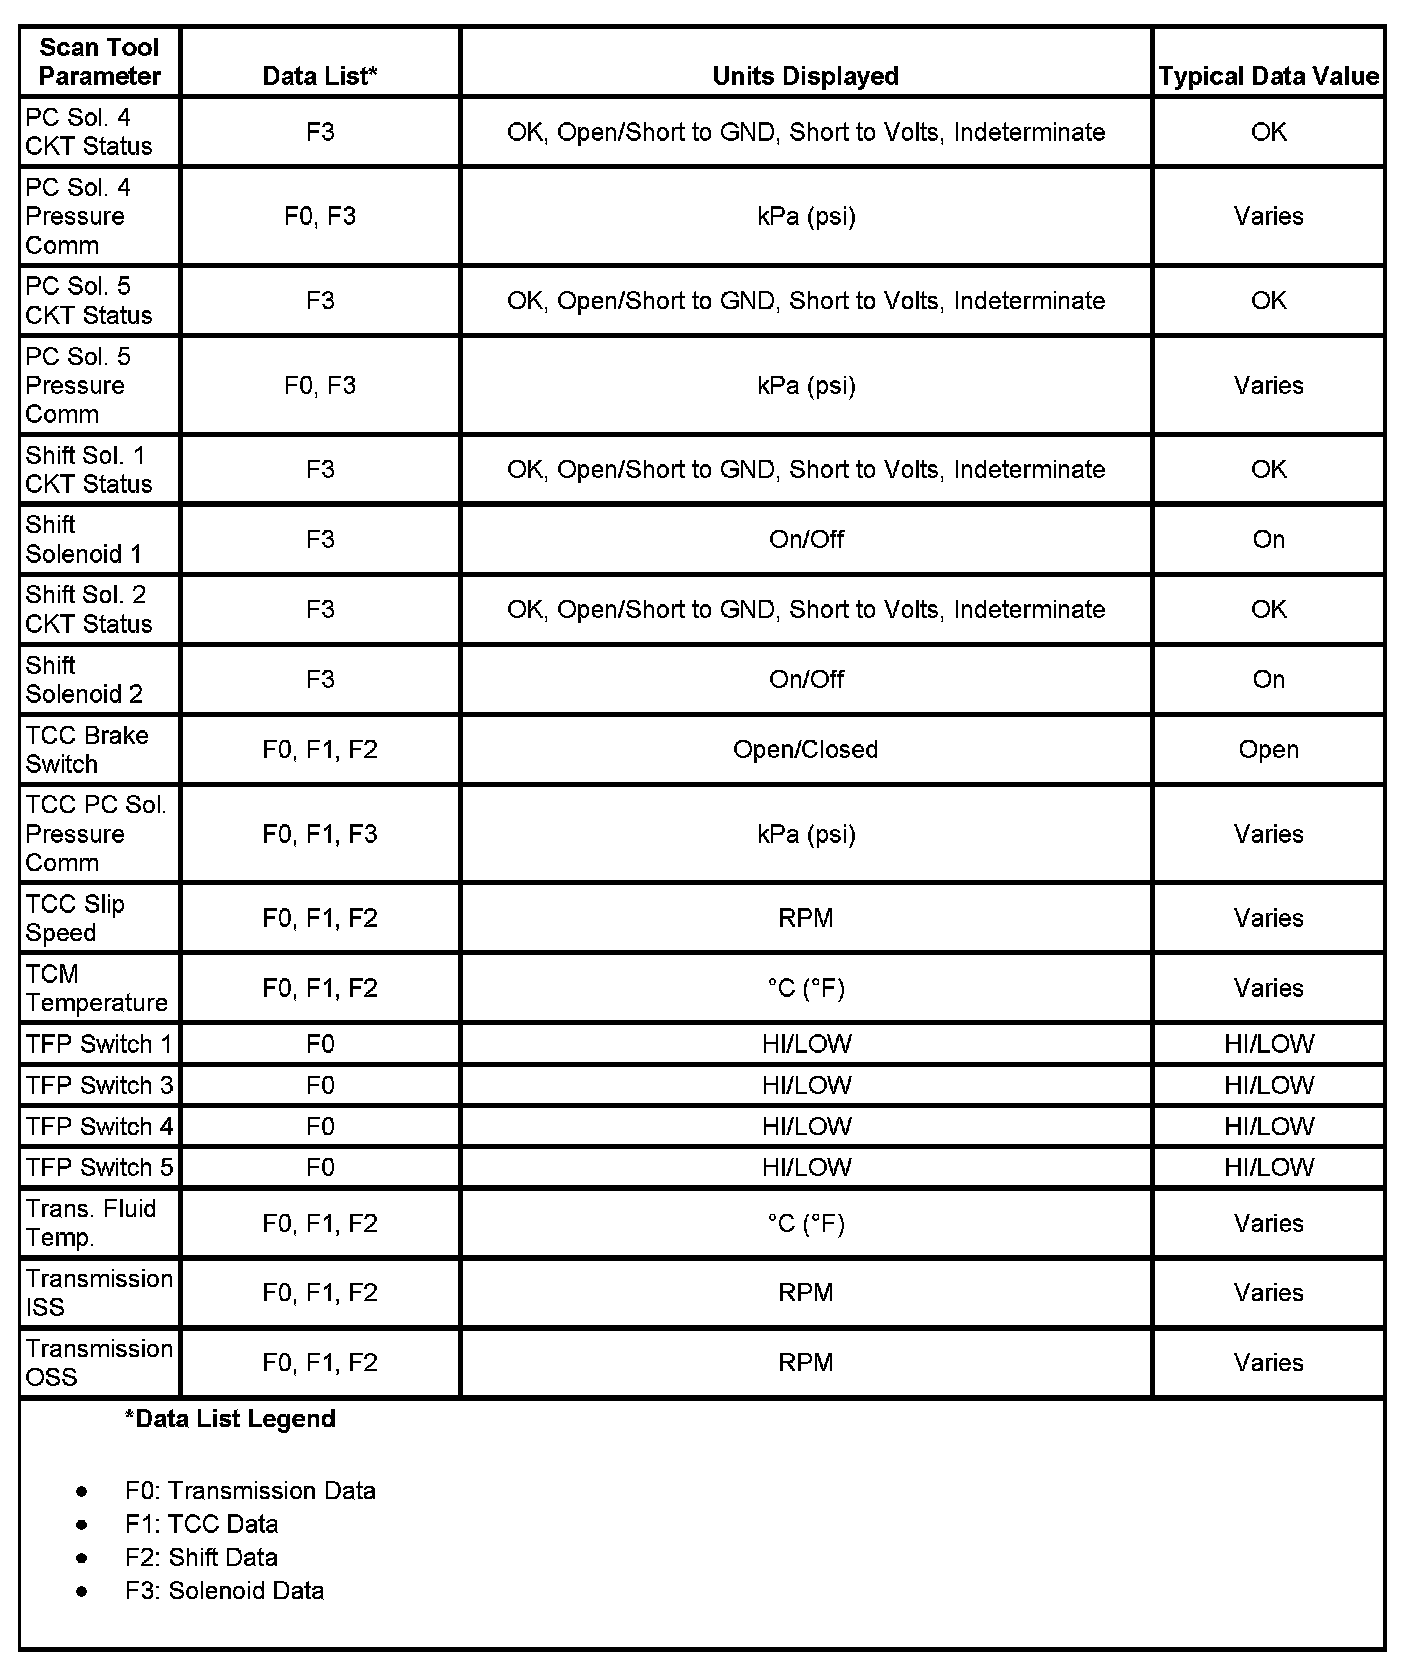 Scan Tool
Parameter
Data List*
Units Displayed
Typical Data Value
PC Sol. 4
CKT Status
F3
OK, Open/Short to GND, Short to Volts, Indeterminate
OK
PC Sol. 4
Pressure
Comm
F0, F3
kPa (psi)
Varies
PC Sol. 5
CKT Status
F3
OK, Open/Short to GND, Short to Volts, Indeterminate
OK
PC Sol. 5
Pressure
Comm
F0, F3
kPa (psi)
Varies
Shift Sol. 1
CKT Status
F3
OK, Open/Short to GND, Short to Volts, Indeterminate
OK
Shift
Solenoid 1
F3
On/Off
On
Shift Sol. 2
CKT Status
F3
OK, Open/Short to GND, Short to Volts, Indeterminate
OK
Shift
Solenoid 2
F3
On/Off
On
TCC Brake
Switch
F0, F1, F2
Open/Closed
Open
TCC PC Sol.
Pressure
Comm
F0, F1, F3
kPa (psi)
Varies
TCC Slip
Speed
F0, F1, F2
RPM
Varies
TCM
Temperature
F0, F1, F2
°C (°F)
Varies
TFP Switch 1
F0
HI/LOW
HI/LOW
TFP Switch 3
F0
HI/LOW
HI/LOW
TFP Switch 4
F0
HI/LOW
HI/LOW
TFP Switch 5
F0
HI/LOW
HI/LOW
Trans. Fluid
Temp.
F0, F1, F2
°C (°F)
Varies
Transmission
ISS
F0, F1, F2
RPM
Varies
Transmission
OSS
F0, F1, F2
RPM
Varies
*Data List Legend
● F0: Transmission Data
● F1: TCC Data
● F2: Shift Data
● F3: Solenoid Data